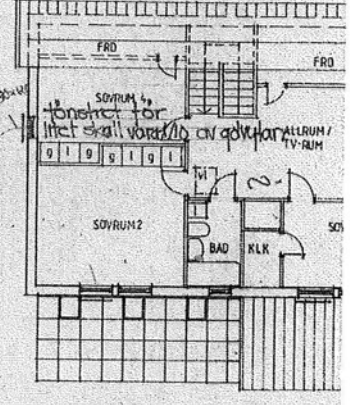 FRD
FRD
SOVRUM 4
fönstret för
litet skall vara 1/10 av golvytan
ALLRUM/
TV-RUM
g l g g l g l
SOVRUM 2
BAD
KLK
SOV